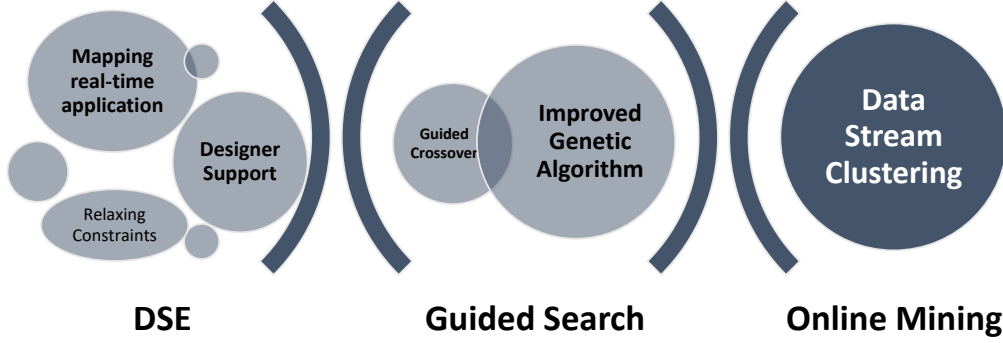 Mapping
real-time
application
Designer
Support
Relaxing
Constraints
Guided
Crossover
Improved
Genetic
Algorithm
Data
Stream
Clustering
DSE
Guided Search
Online Mining